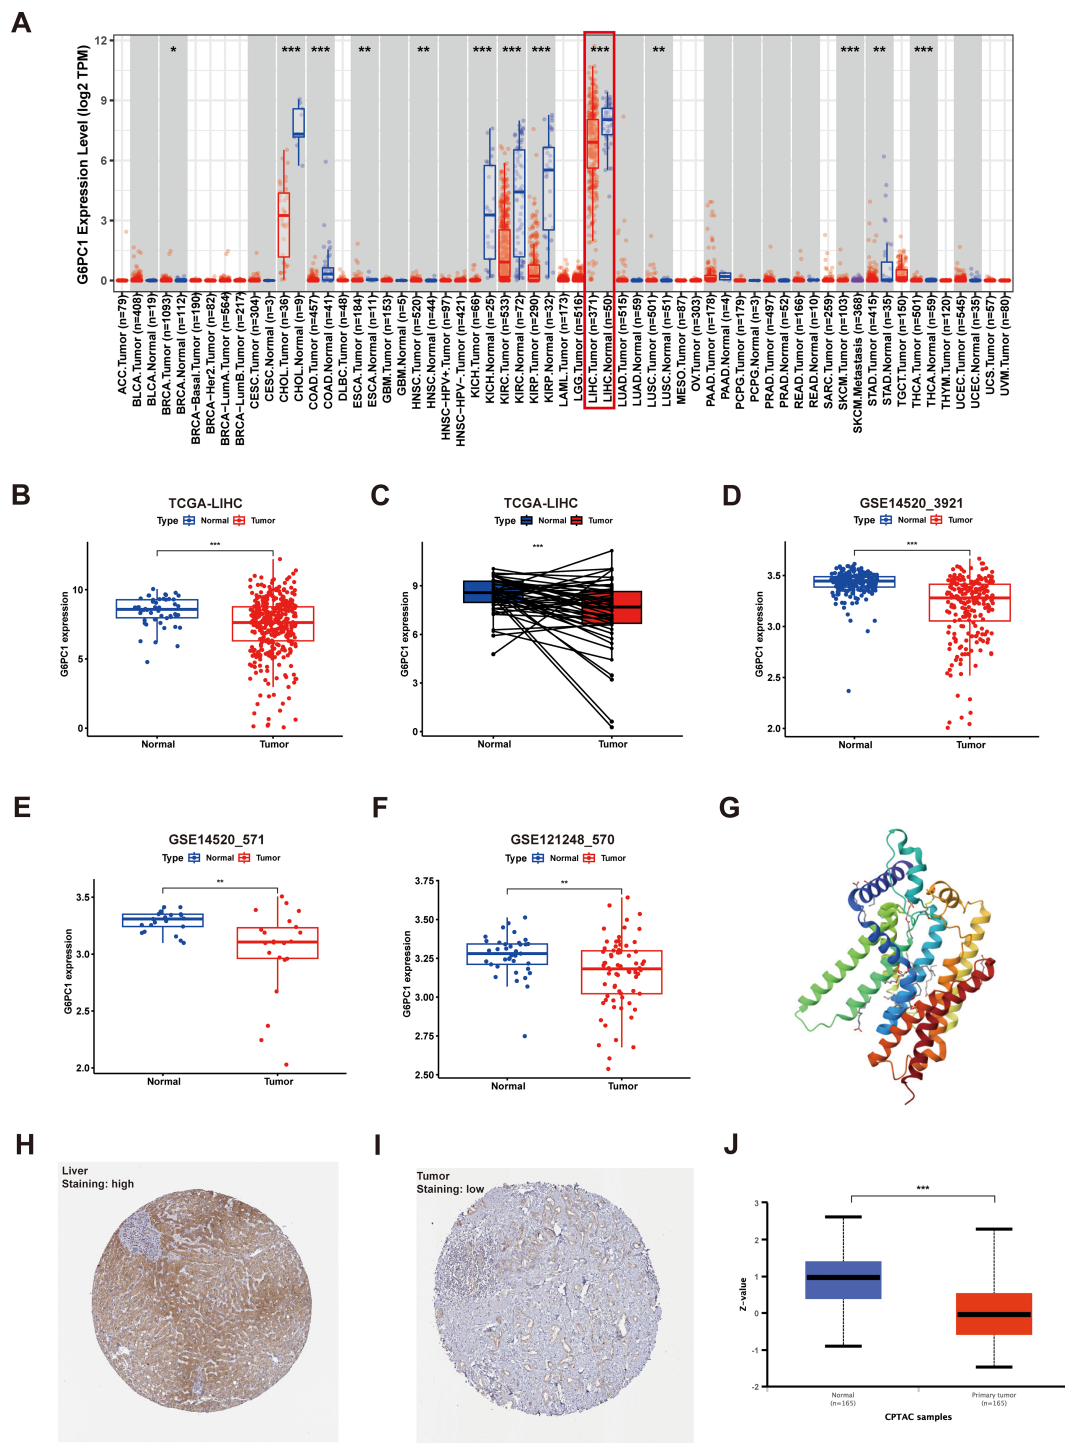 A
G6PC1 Expression Level (log2 TPM)
12
9
6
3
0
* *** *** ** ** *** *** *** *** ** *** ** ***
ACC.Tumor (n=79)
BLCA.Tumor (n=408)
BLCA.Normal (n=19)
BRCA.Tumor (n=1093)
BRCA.Normal (n=112)
BRCA-Basal.Tumor (n=190)
BRCA-Her2.Tumor (n=82)
BRCA-LumA.Tumor (n=564)
BRCA-LumB.Tumor (n=217)
CESC.Tumor (n=304)
CESC.Normal (n=3)
CHOL.Tumor (n=36)
CHOL.Normal (n=9)
COAD.Tumor (n=457)
COAD.Normal (n=41)
DLBC.Tumor (n=48)
ESCA.Tumor (n=184)
ESCA.Normal (n=11)
GBM.Tumor (n=153)
GBM.Normal (n=5)
HNSC.Tumor (n=520)
HNSC.Normal (n=44)
HNSC-HPV+.Tumor (n=97)
HNSC-HPV-.Tumor (n=421)
KICH.Tumor (n=66)
KICH.Normal (n=25)
KIRC.Tumor (n=533)
KIRC.Normal (n=72)
KIRP.Tumor (n=290)
KIRP.Normal (n=32)
LAML.Tumor (n=173)
LGG.Tumor (n=516)
LIHC.Tumor (n=371)
LIHC.Normal (n=50)
LUAD.Tumor (n=515)
LUAD.Normal (n=59)
LUSC.Tumor (n=501)
LUSC.Normal (n=51)
MESO.Tumor (n=87)
OV.Tumor (n=303)
PAAD.Tumor (n=178)
PAAD.Normal (n=4)
PCPG.Tumor (n=179)
PCPG.Normal (n=3)
PRAD.Tumor (n=497)
PRAD.Normal (n=52)
READ.Tumor (n=166)
READ.Normal (n=10)
SARC.Tumor (n=259)
SKCM.Tumor (n=103)
SKCM.Metastasis (n=368)
STAD.Tumor (n=415)
STAD.Normal (n=35)
TGCT.Tumor (n=150)
THCA.Tumor (n=501)
THCA.Normal (n=59)
THYM.Tumor (n=120)
UCEC.Tumor (n=545)
UCEC.Normal (n=35)
UCS.Tumor (n=57)
UVM.Tumor (n=80)
B
TCGA-LIHC
Type Normal Tumor
***
G6PC1 expression
10
5
0
Normal Tumor
C
TCGA-LIHC
Type Normal Tumor
***
G6PC1 expression
9
6
3
0
Normal Tumor
D
GSE14520_3921
Type Normal Tumor
***
G6PC1 expression
3.5
3.0
2.5
2.0
Normal Tumor
E
GSE14520_571
Type Normal Tumor
**
G6PC1 expression
3.5
3.0
2.5
2.0
Normal Tumor
F
GSE121248_570
Type Normal Tumor
**
G6PC1 expression
3.75
3.50
3.25
3.00
2.75
2.50
Normal Tumor
G
H
Liver
Staining: high
I
Tumor
Staining: low
J
***
Z-value
3
2
1
0
-1
-2
Normal
(n=165)
Primary tumor
(n=165)
CPTAC samples